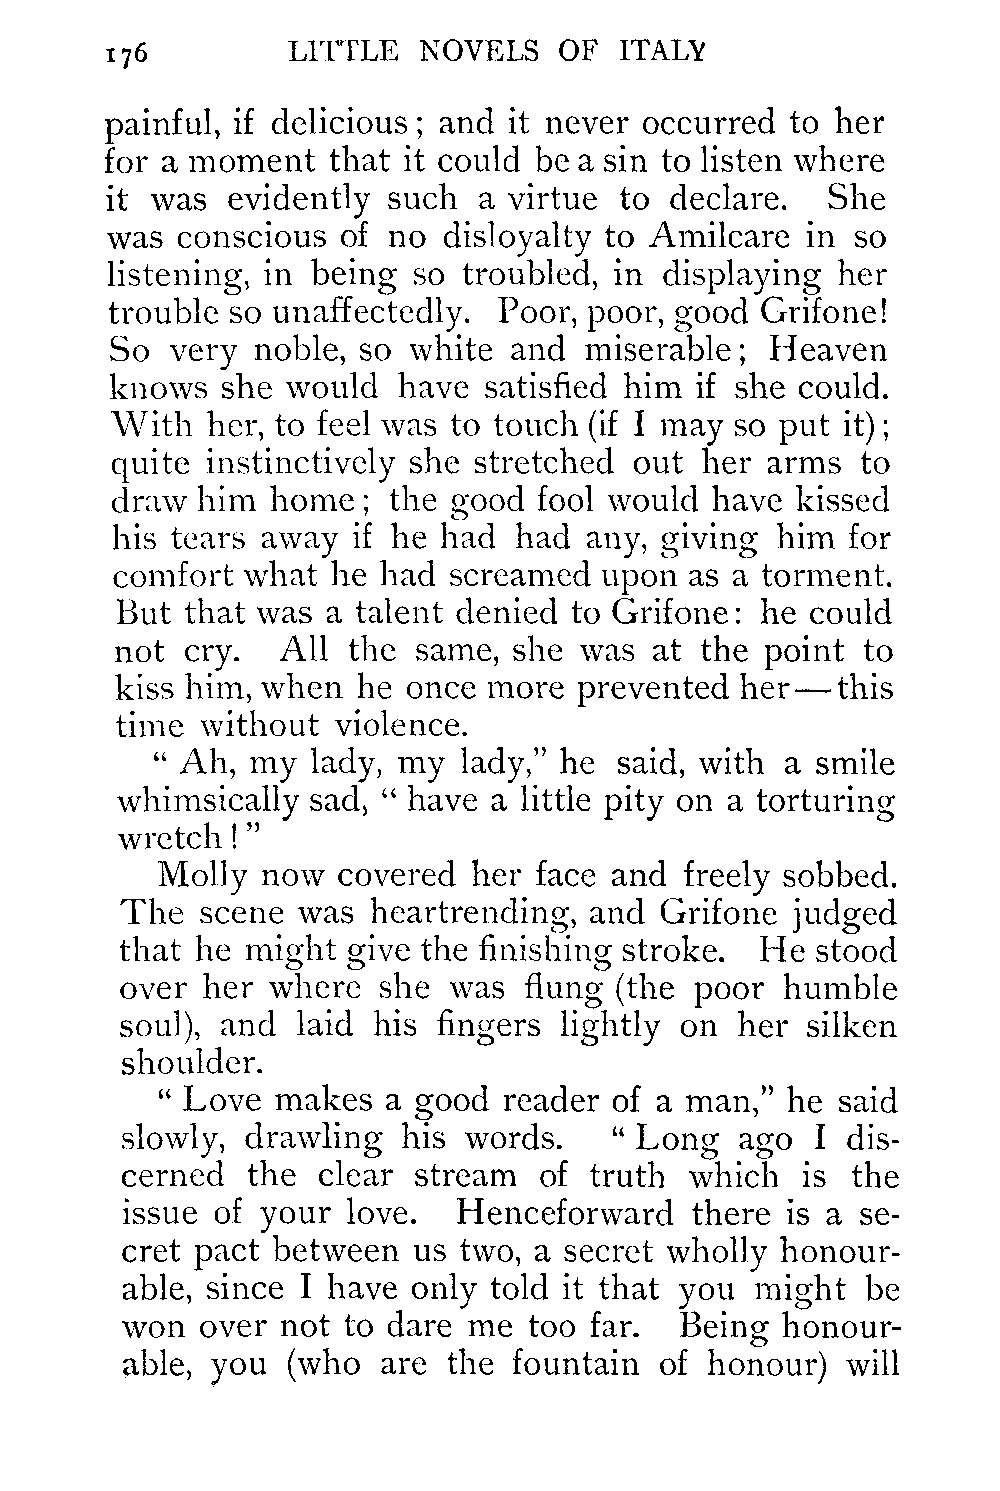 176 LITTLE NOVELS OF ITALY
painful, if delicious; and it never occurred to her
for a moment that it could be a sin to listen where
it was evidently such a virtue to declare. She
was conscious of no disloyalty to Amilcare in so
listening, in being so troubled, in displaying her
trouble so unaffectedly. Poor, poor, good Grifone!
So very noble, so white and miserable; Heaven
knows she would have satisfied him if she could.
With her, to feel was to touch (if I may so put it);
quite instinctively she stretched out her arms to
draw him home; the good fool would have kissed
his tears away if he had had any, giving him for
comfort what he had screamed upon as a torment.
But that was a talent denied to Grifone: he could
not cry. All the same, she was at the point to
kiss him, when he once more prevented her—this
time without violence.
“Ah, my lady, my lady,” he said, with a smile
whimsically sad, “have a little pity on a torturing
wretch!”
Molly now covered her face and freely sobbed.
The scene was heartrending, and Grifone judged
that he might give the finishing stroke. He stood
over her where she was flung (the poor humble
soul), and laid his fingers lightly on her silken
shoulder.
“Love makes a good reader of a man,” he said
slowly, drawling his words. “Long ago I dis-
cerned the clear stream of truth which is the
issue of your love. Henceforward there is a se-
cret pact between us two, a secret wholly honour-
able, since I have only told it that you might be
won over not to dare me too far. Being honour-
able, you (who are the fountain of honour) will